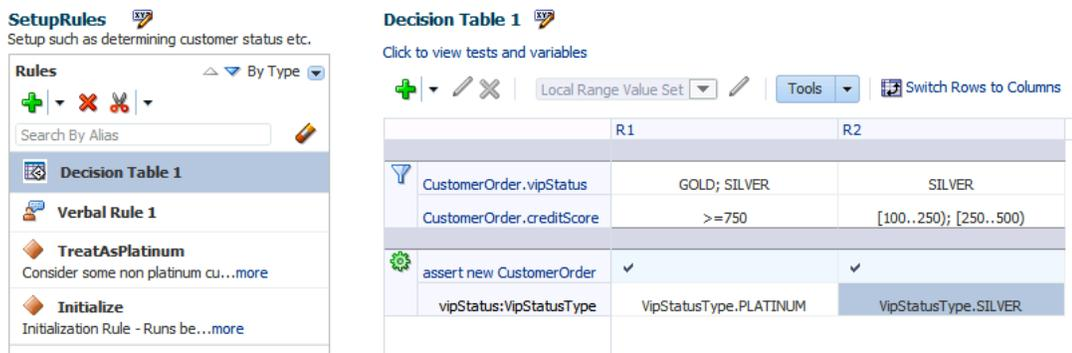 SetupRules
Setup such as determining customer status etc.
Rules
By Type
Search By Alias
Decision Table 1
Verbal Rule 1
TreatAsPlatinum
Consider some non platinum cu...more
Initialize
Initialization Rule - Runs be...more
Decision Table 1
Click to view tests and variables
Local Range Value Set
Tools
Switch Rows to Columns
R1 R2
CustomerOrder.vipStatus GOLD; SILVER SILVER
CustomerOrder.creditScore >=750 [100..250); [250..500)
assert new CustomerOrder
vipStatus:VipStatusType VipStatusType.PLATINUM VipStatusType.SILVER